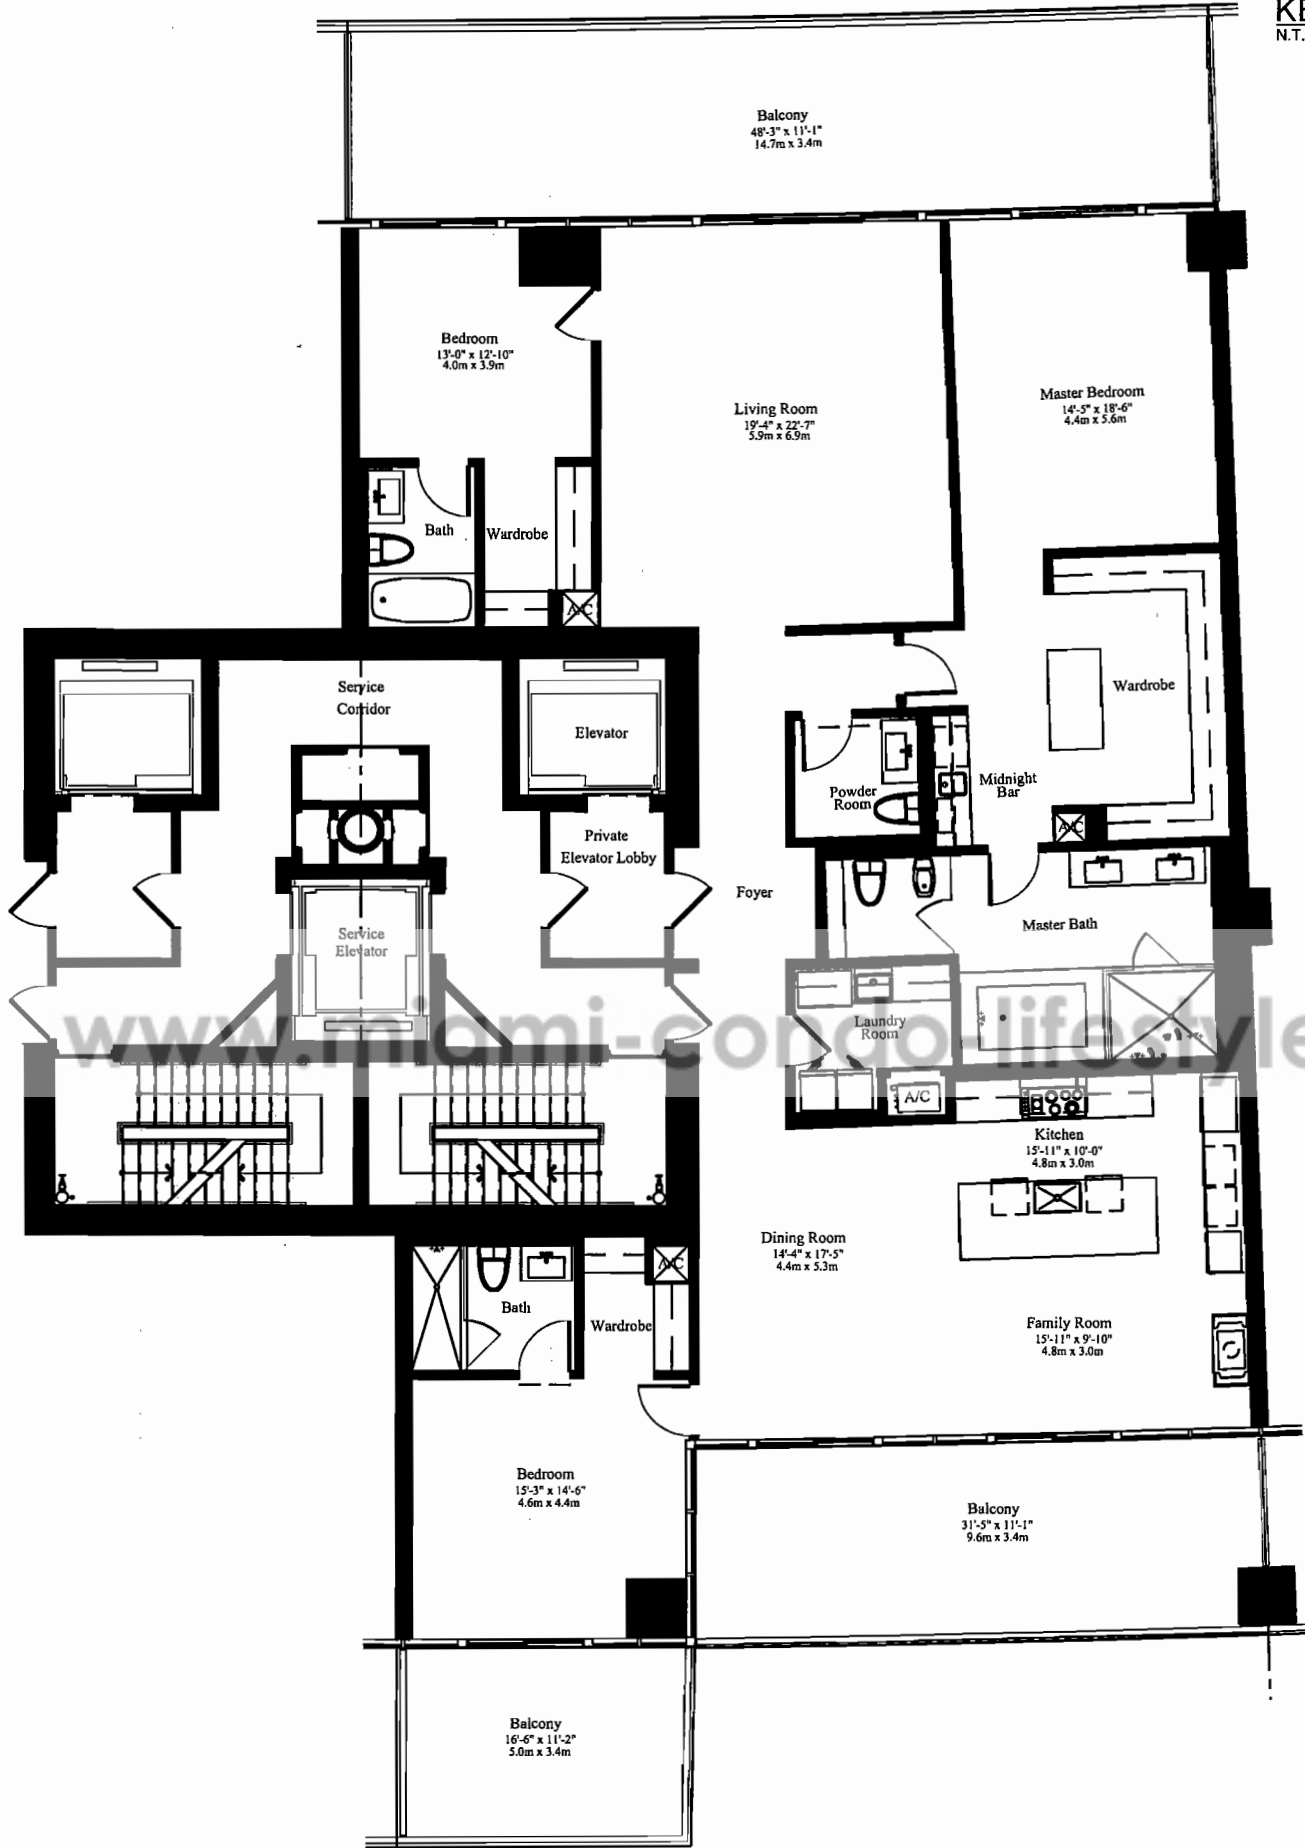 KE
N.T.
Balcony
48'-3" x 11'-1"
14.7m x 3.4m
Bedroom
13'-0" x 12'-10"
4.0m x 3.9m
Living Room
19'-4" x 22'-7"
5.9m x 6.9m
Master Bedroom
14'-5" x 18'-6"
4.4m x 5.6m
Bath
Wardrobe
A/C
Service
Corridor
Elevator
Wardrobe
Midnight
Bar
Powder
Room
A/C
Private
Elevator Lobby
Foyer
Master Bath
Service
Elevator
Laundry
Room
www.miami-condo-lifestyle
A/C
Kitchen
15'-11" x 10'-0"
4.8m x 3.0m
Dining Room
14'-4" x 17'-5"
4.4m x 5.3m
A/C
Bath
Wardrobe
Family Room
15'-11" x 9'-10"
4.8m x 3.0m
Bedroom
15'-3" x 14'-6"
4.6m x 4.4m
Balcony
31'-5" x 11'-1"
9.6m x 3.4m
Balcony
16'-6" x 11'-2"
5.0m x 3.4m